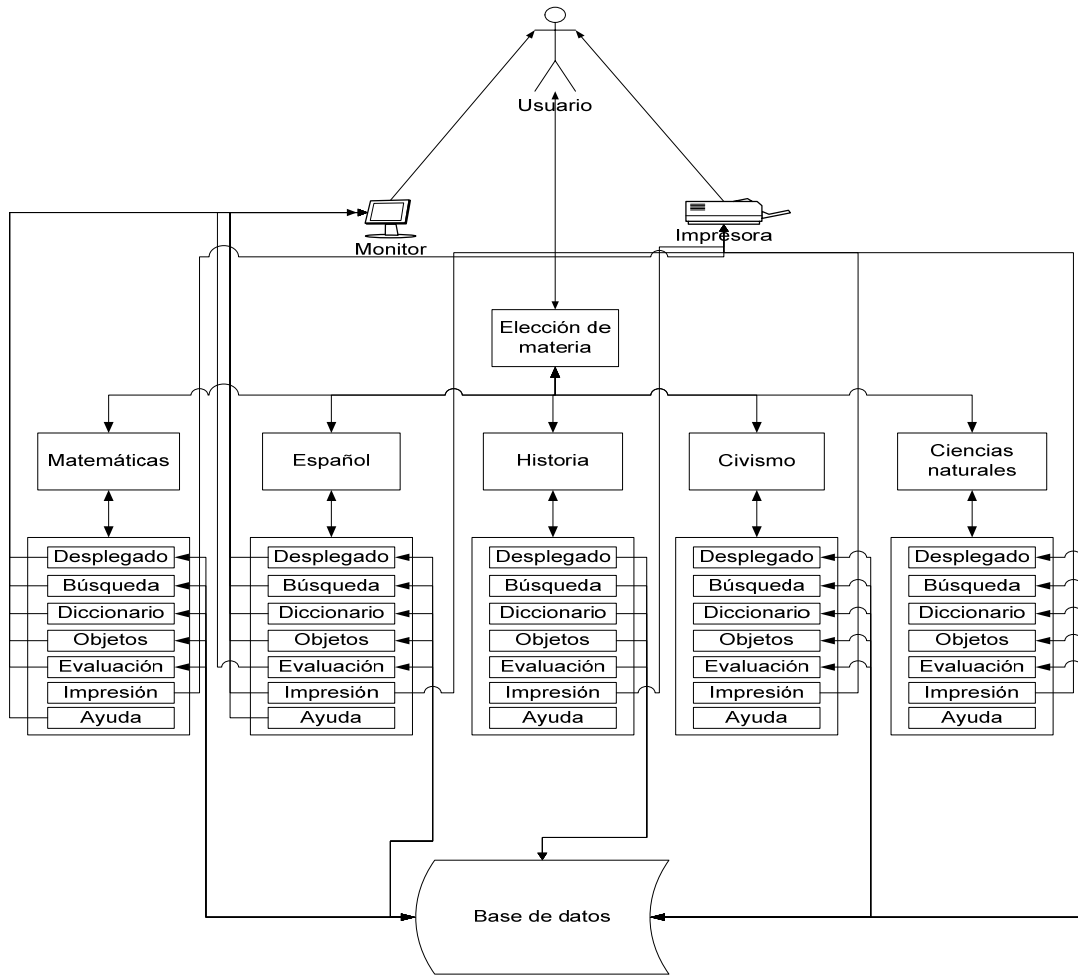 Usuario
Monitor
Impresora
Elección de
materia
Matemáticas
Español
Historia
Civismo
Ciencias
naturales
Desplegado
Búsqueda
Diccionario
Objetos
Evaluación
Impresión
Ayuda
Desplegado
Búsqueda
Diccionario
Objetos
Evaluación
Impresión
Ayuda
Desplegado
Búsqueda
Diccionario
Objetos
Evaluación
Impresión
Ayuda
Desplegado
Búsqueda
Diccionario
Objetos
Evaluación
Impresión
Ayuda
Desplegado
Búsqueda
Diccionario
Objetos
Evaluación
Impresión
Ayuda
Base de datos